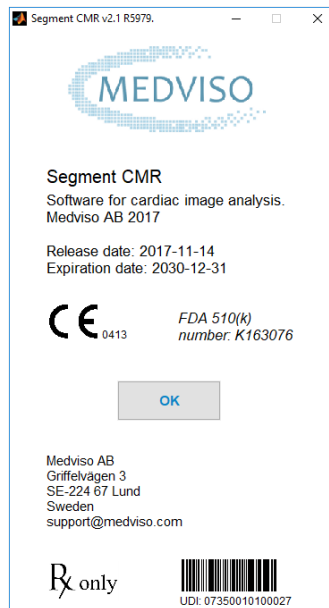 Segment CMR v2.1 R5979.
MEDVISO
Segment CMR
Software for cardiac image analysis.
Medviso AB 2017
Release date: 2017-11-14
Expiration date: 2030-12-31
CE 0413
FDA 510(k)
number: K163076
OK
Medviso AB
Griffelvägen 3
SE-224 67 Lund
Sweden
support@medviso.com
Rx only
UDI: 07350010100027